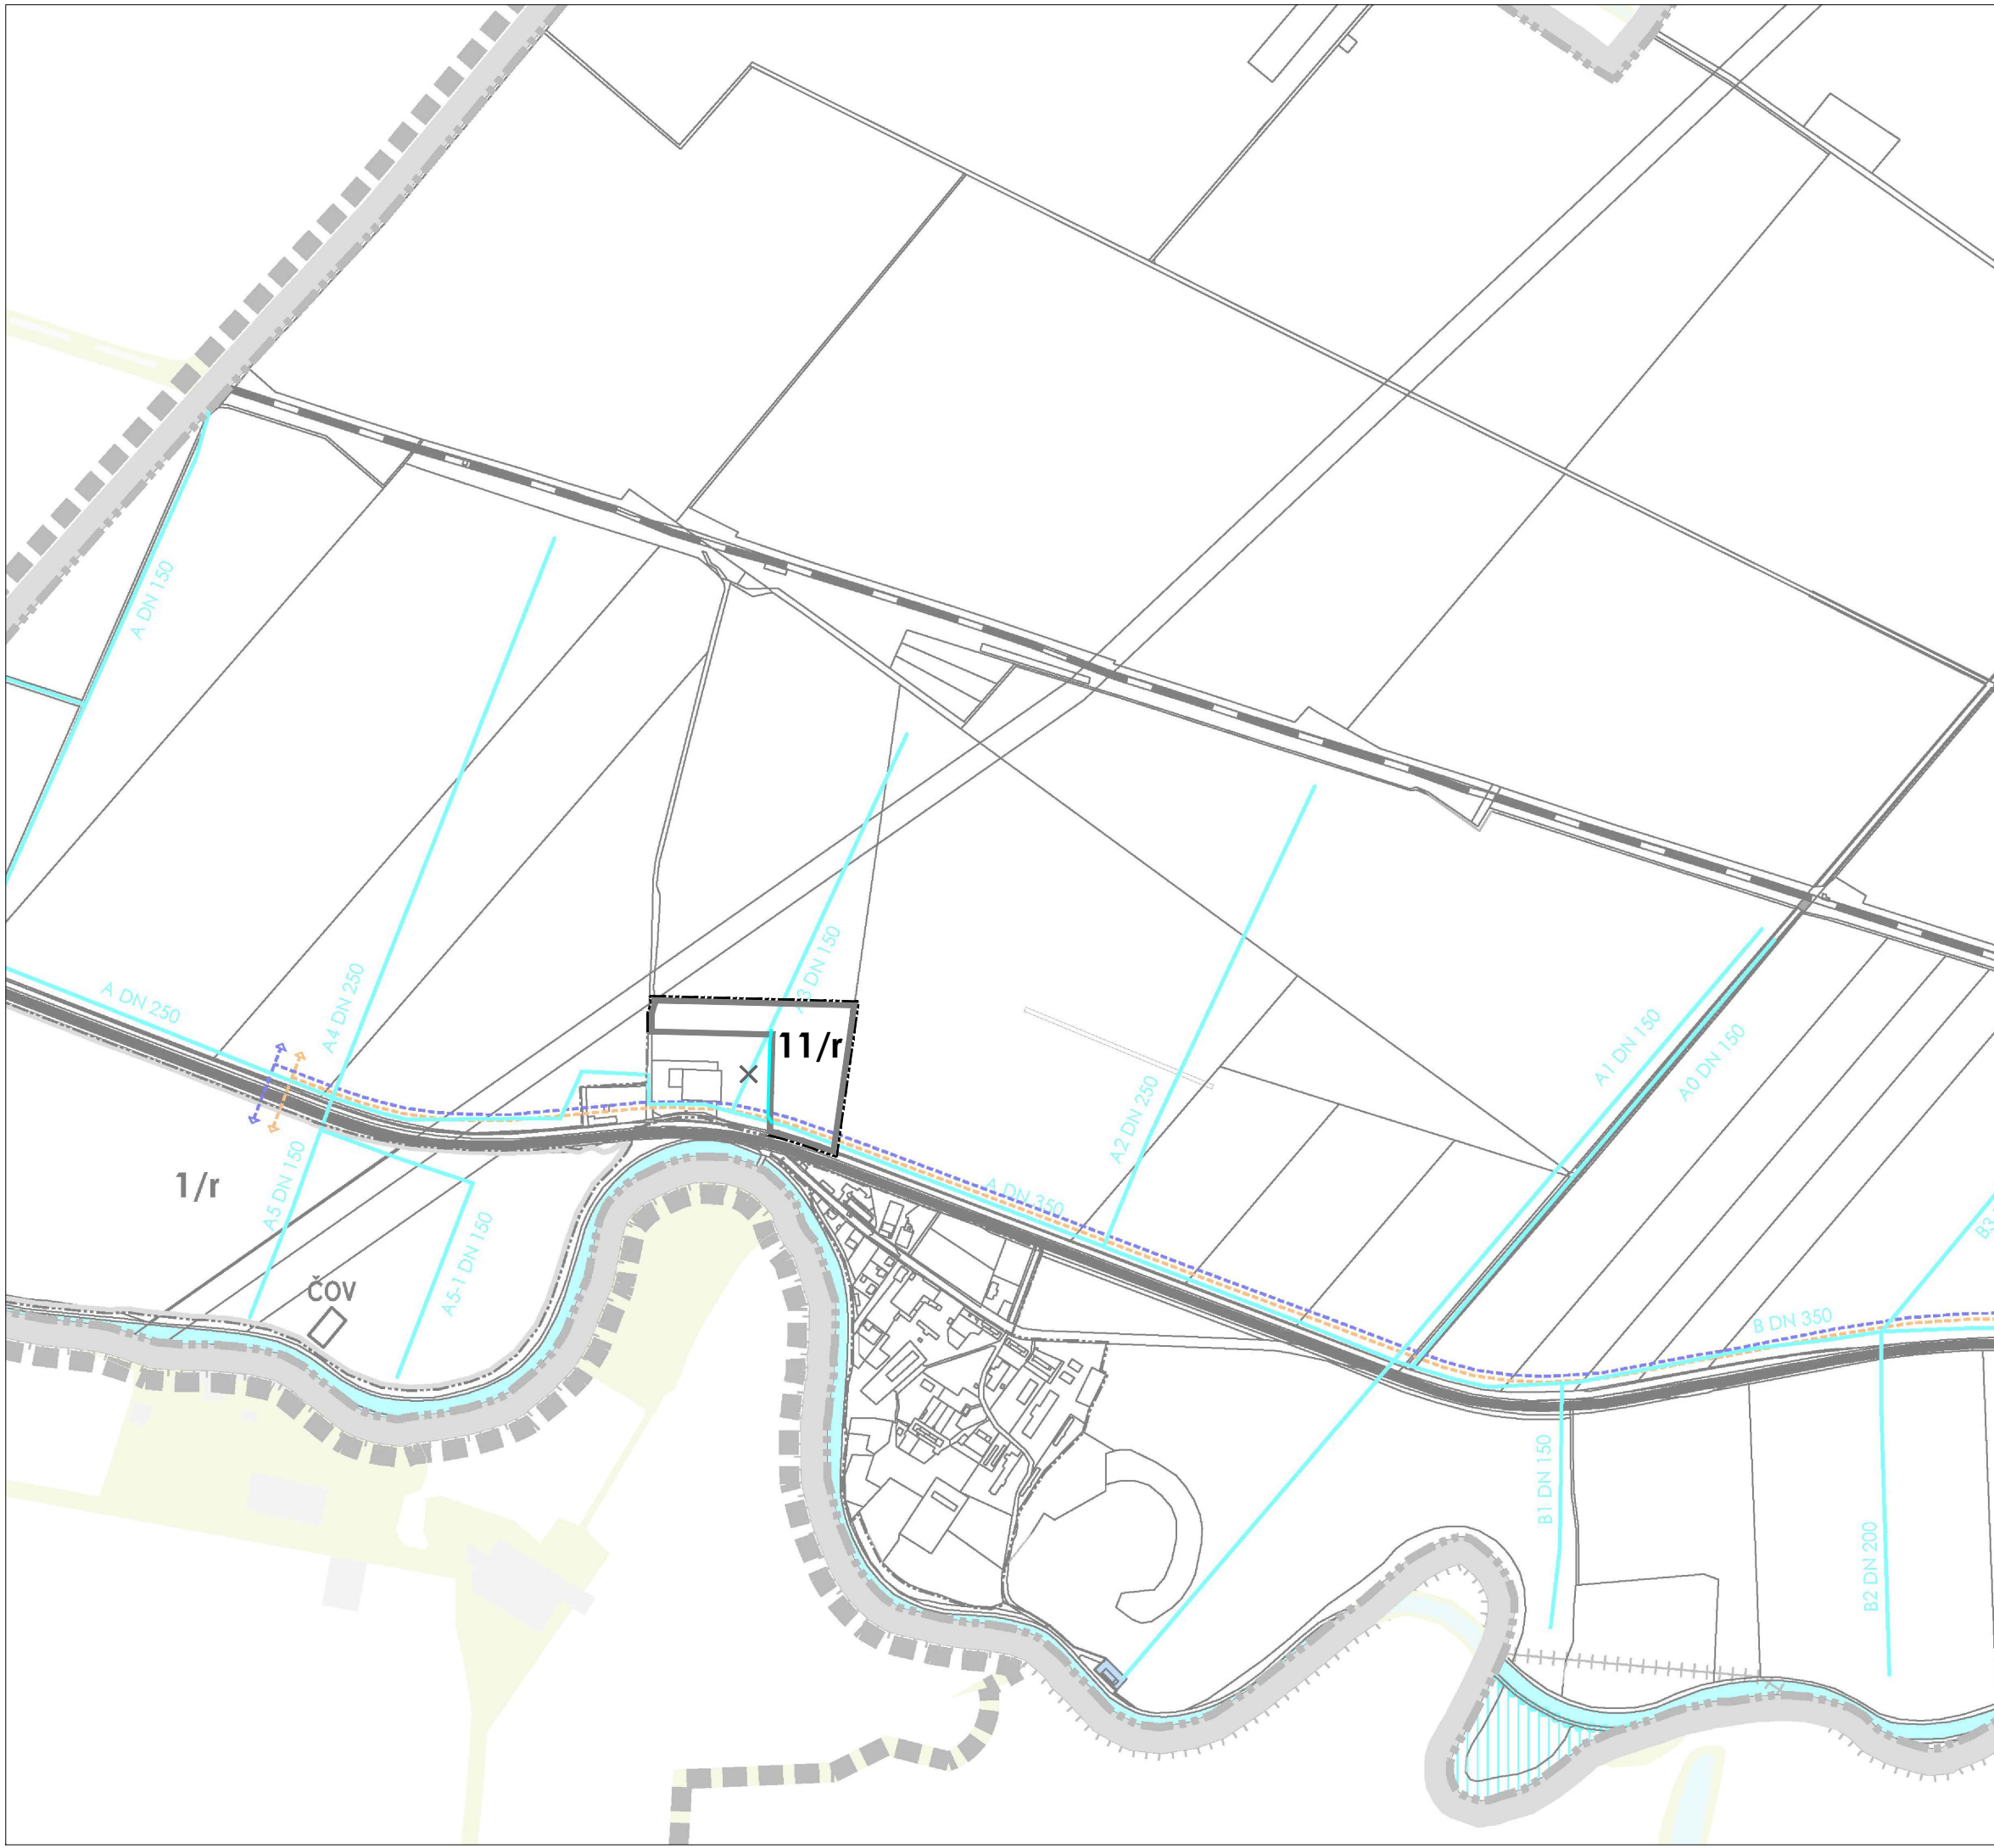 A DN 150
A DN 250
A4 DN 250
A3 DN 150
11/r
A2 DN 250
A1 DN 150
A0 DN 150
1/r
A5 DN 150
A5-1 DN 150
ČOV
A DN 350
B DN 350
B3
B1 DN 150
B2 DN 200